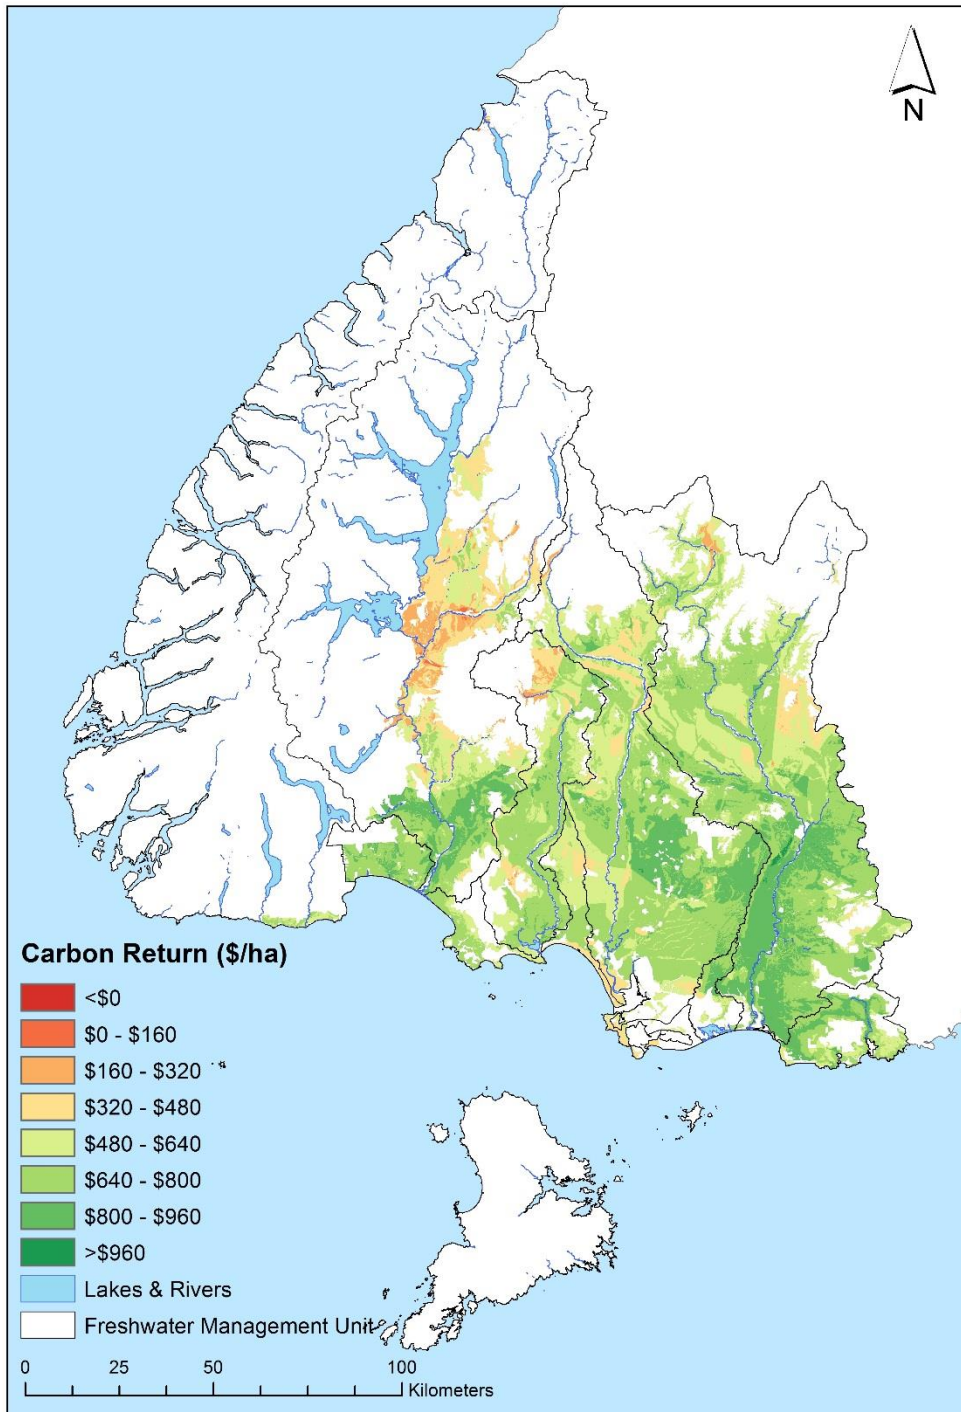 N
Carbon Return ($/ha)
<$0
$0 - $160
$160 - $320
$320 - $480
$480 - $640
$640 - $800
$800 - $960
>$960
Lakes & Rivers
Freshwater Management Unit
0 25 50 100
Kilometers